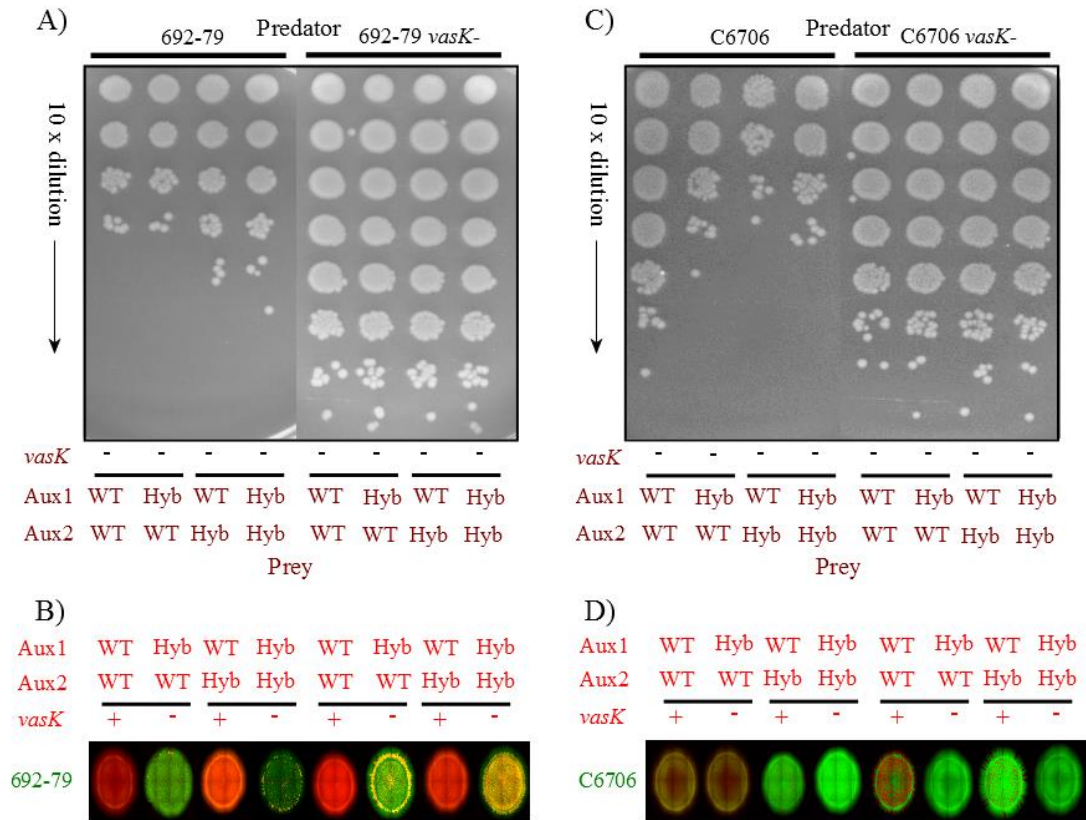 A)
Predator
692-79
692-79 vasK-
10 x dilution
vasK - - - - - - - -
Aux1 WT Hyb WT Hyb WT Hyb WT Hyb
Aux2 WT WT Hyb Hyb WT WT Hyb Hyb
Prey
B)
Aux1 WT Hyb WT Hyb WT Hyb WT Hyb
Aux2 WT WT Hyb Hyb WT WT Hyb Hyb
vasK + - + - + - + -
692-79
C)
Predator
C6706
C6706 vasK-
10 x dilution
vasK - - - - - - - -
Aux1 WT Hyb WT Hyb WT Hyb WT Hyb
Aux2 WT WT Hyb Hyb WT WT Hyb Hyb
Prey
D)
Aux1 WT Hyb WT Hyb WT Hyb WT Hyb
Aux2 WT WT Hyb Hyb WT WT Hyb Hyb
vasK + - + - + - + -
C6706